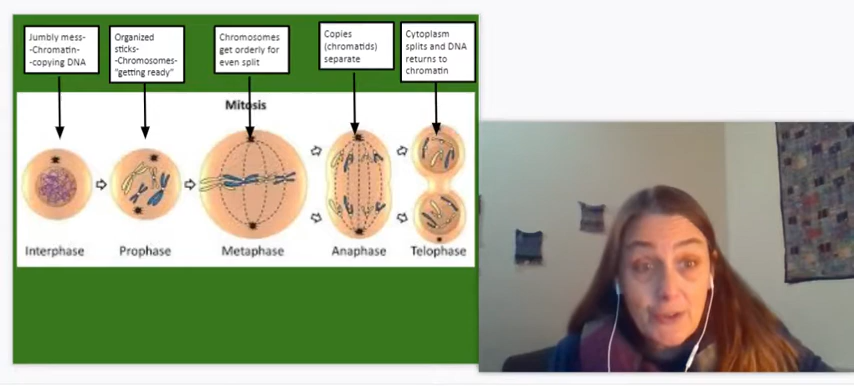 Jumbly mess-
-Chromatin-
-copying DNA
Organized
sticks-
-Chromosomes-
"getting ready"
Chromosomes
get orderly for
even split
Copies
(chromatids)
separate
Cytoplasm
splits and DNA
returns to
chromatin
Mitosis
Interphase
Prophase
Metaphase
Anaphase
Telophase